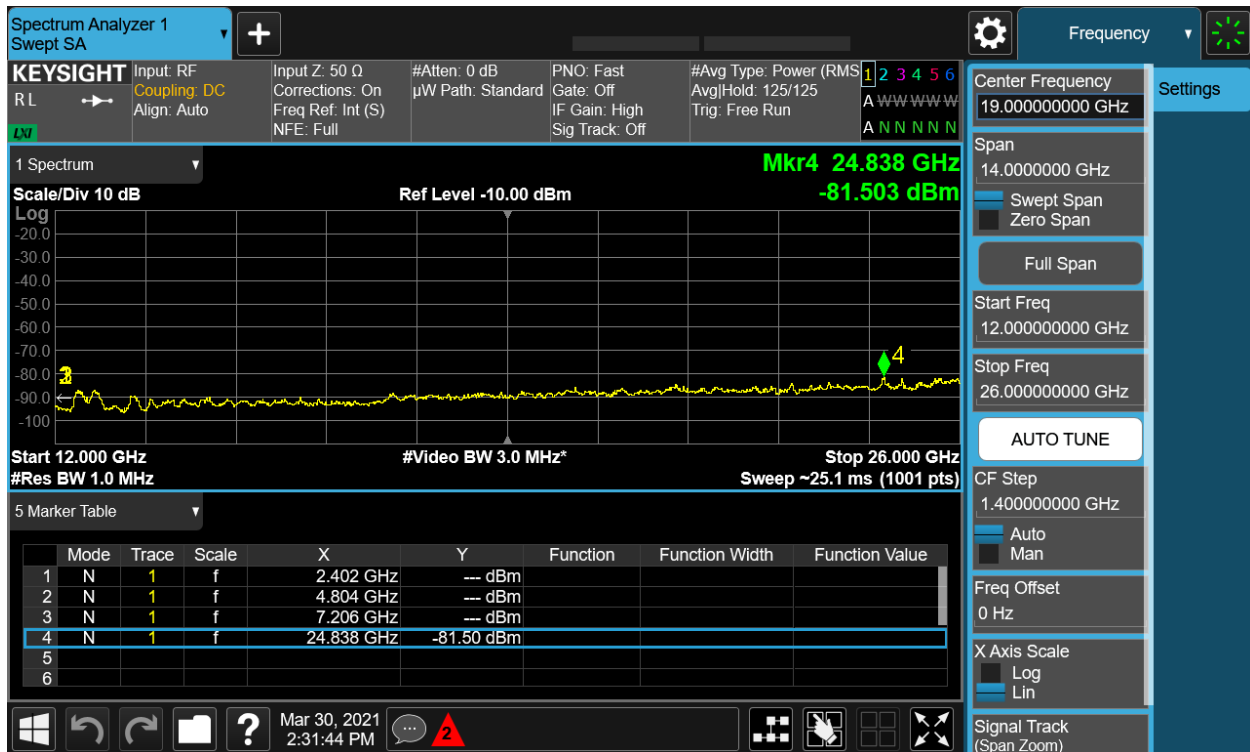 Spectrum Analyzer 1
Swept SA
+
Frequency
KEYSIGHT
RL
LXI
Input: RF
Coupling: DC
Align: Auto
Input Z: 50 Ω
Corrections: On
Freq Ref: Int (S)
NFE: Full
#Atten: 0 dB
µW Path: Standard
PNO: Fast
Gate: Off
IF Gain: High
Sig Track: Off
#Avg Type: Power (RMS
Avg|Hold: 125/125
Trig: Free Run
1 2 3 4 5 6
A W W W W W
A N N N N N
1 Spectrum
Mkr4 24.838 GHz
Scale/Div 10 dB
Ref Level -10.00 dBm
-81.503 dBm
Log
-20.0
-30.0
-40.0
-50.0
-60.0
-70.0
-80.0
-90.0
-100
4
Start 12.000 GHz
#Video BW 3.0 MHz*
Stop 26.000 GHz
#Res BW 1.0 MHz
Sweep ~25.1 ms (1001 pts)
5 Marker Table
Mode Trace Scale X Y Function Function Width Function Value
1 N 1 f 2.402 GHz --- dBm
2 N 1 f 4.804 GHz --- dBm
3 N 1 f 7.206 GHz --- dBm
4 N 1 f 24.838 GHz -81.50 dBm
5
6
Mar 30, 2021
2:31:44 PM
?
2
Center Frequency
19.000000000 GHz
Settings
Span
14.0000000 GHz
Swept Span
Zero Span
Full Span
Start Freq
12.000000000 GHz
Stop Freq
26.000000000 GHz
AUTO TUNE
CF Step
1.400000000 GHz
Auto
Man
Freq Offset
0 Hz
X Axis Scale
Log
Lin
Signal Track
(Span Zoom)